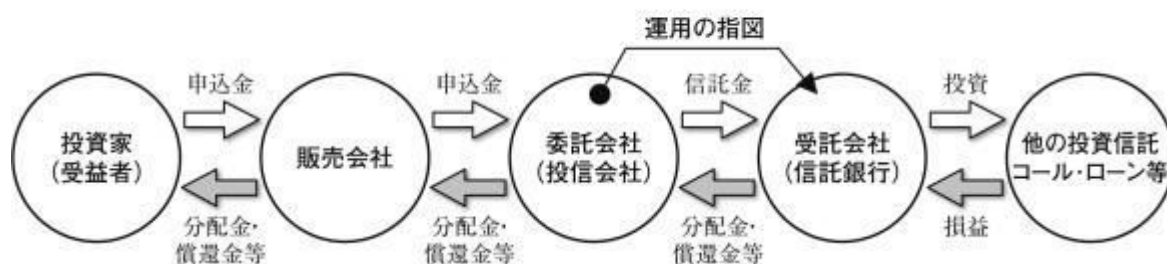 運用の指図
申込金
申込金
信託金
投資
投資家
(受益者)
販売会社
委託会社
(投信会社)
受託会社
(信託銀行)
他の投資信託
コール・ローン等
分配金・
償還金等
分配金・
償還金等
分配金・
償還金等
損益